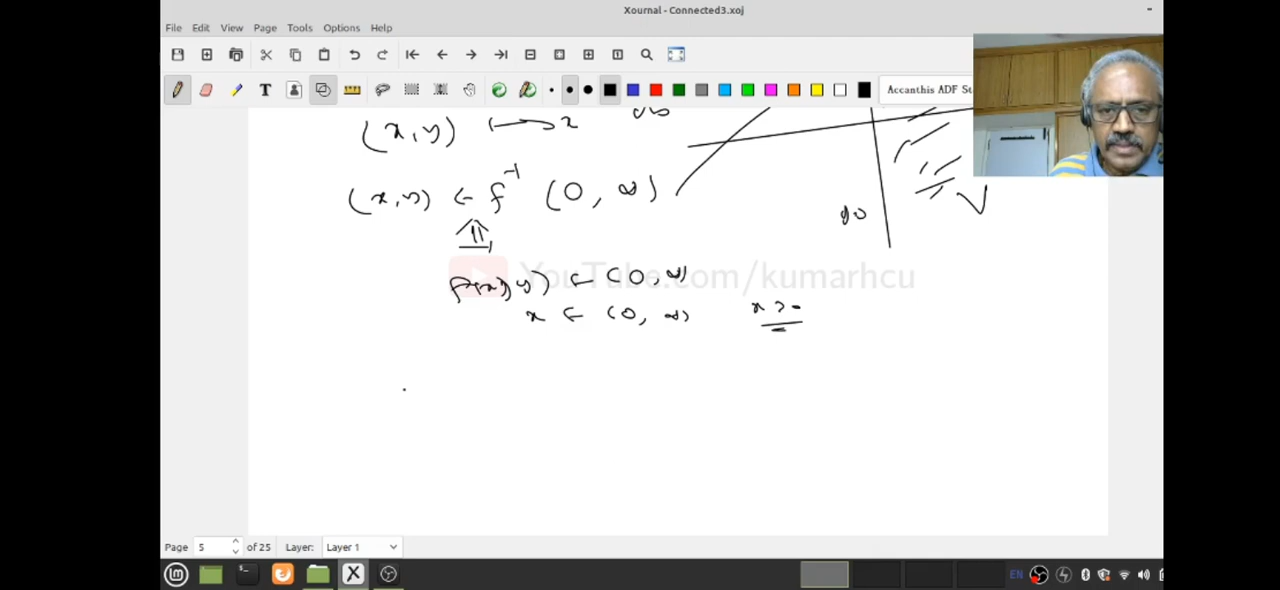 Xournal - Connected3.xoj
File Edit View Page Tools Options Help
Accanthis ADF St
(x,y) ⟼ x
(x,y) ∈ f⁻¹ (0, ∞)
⇑
YouTube.com/kumarhcu
f(x,y) ∈ (0, ∞)
x ∈ (0, ∞) x > 0
V
Page 5 of 25 Layer: Layer 1
EN